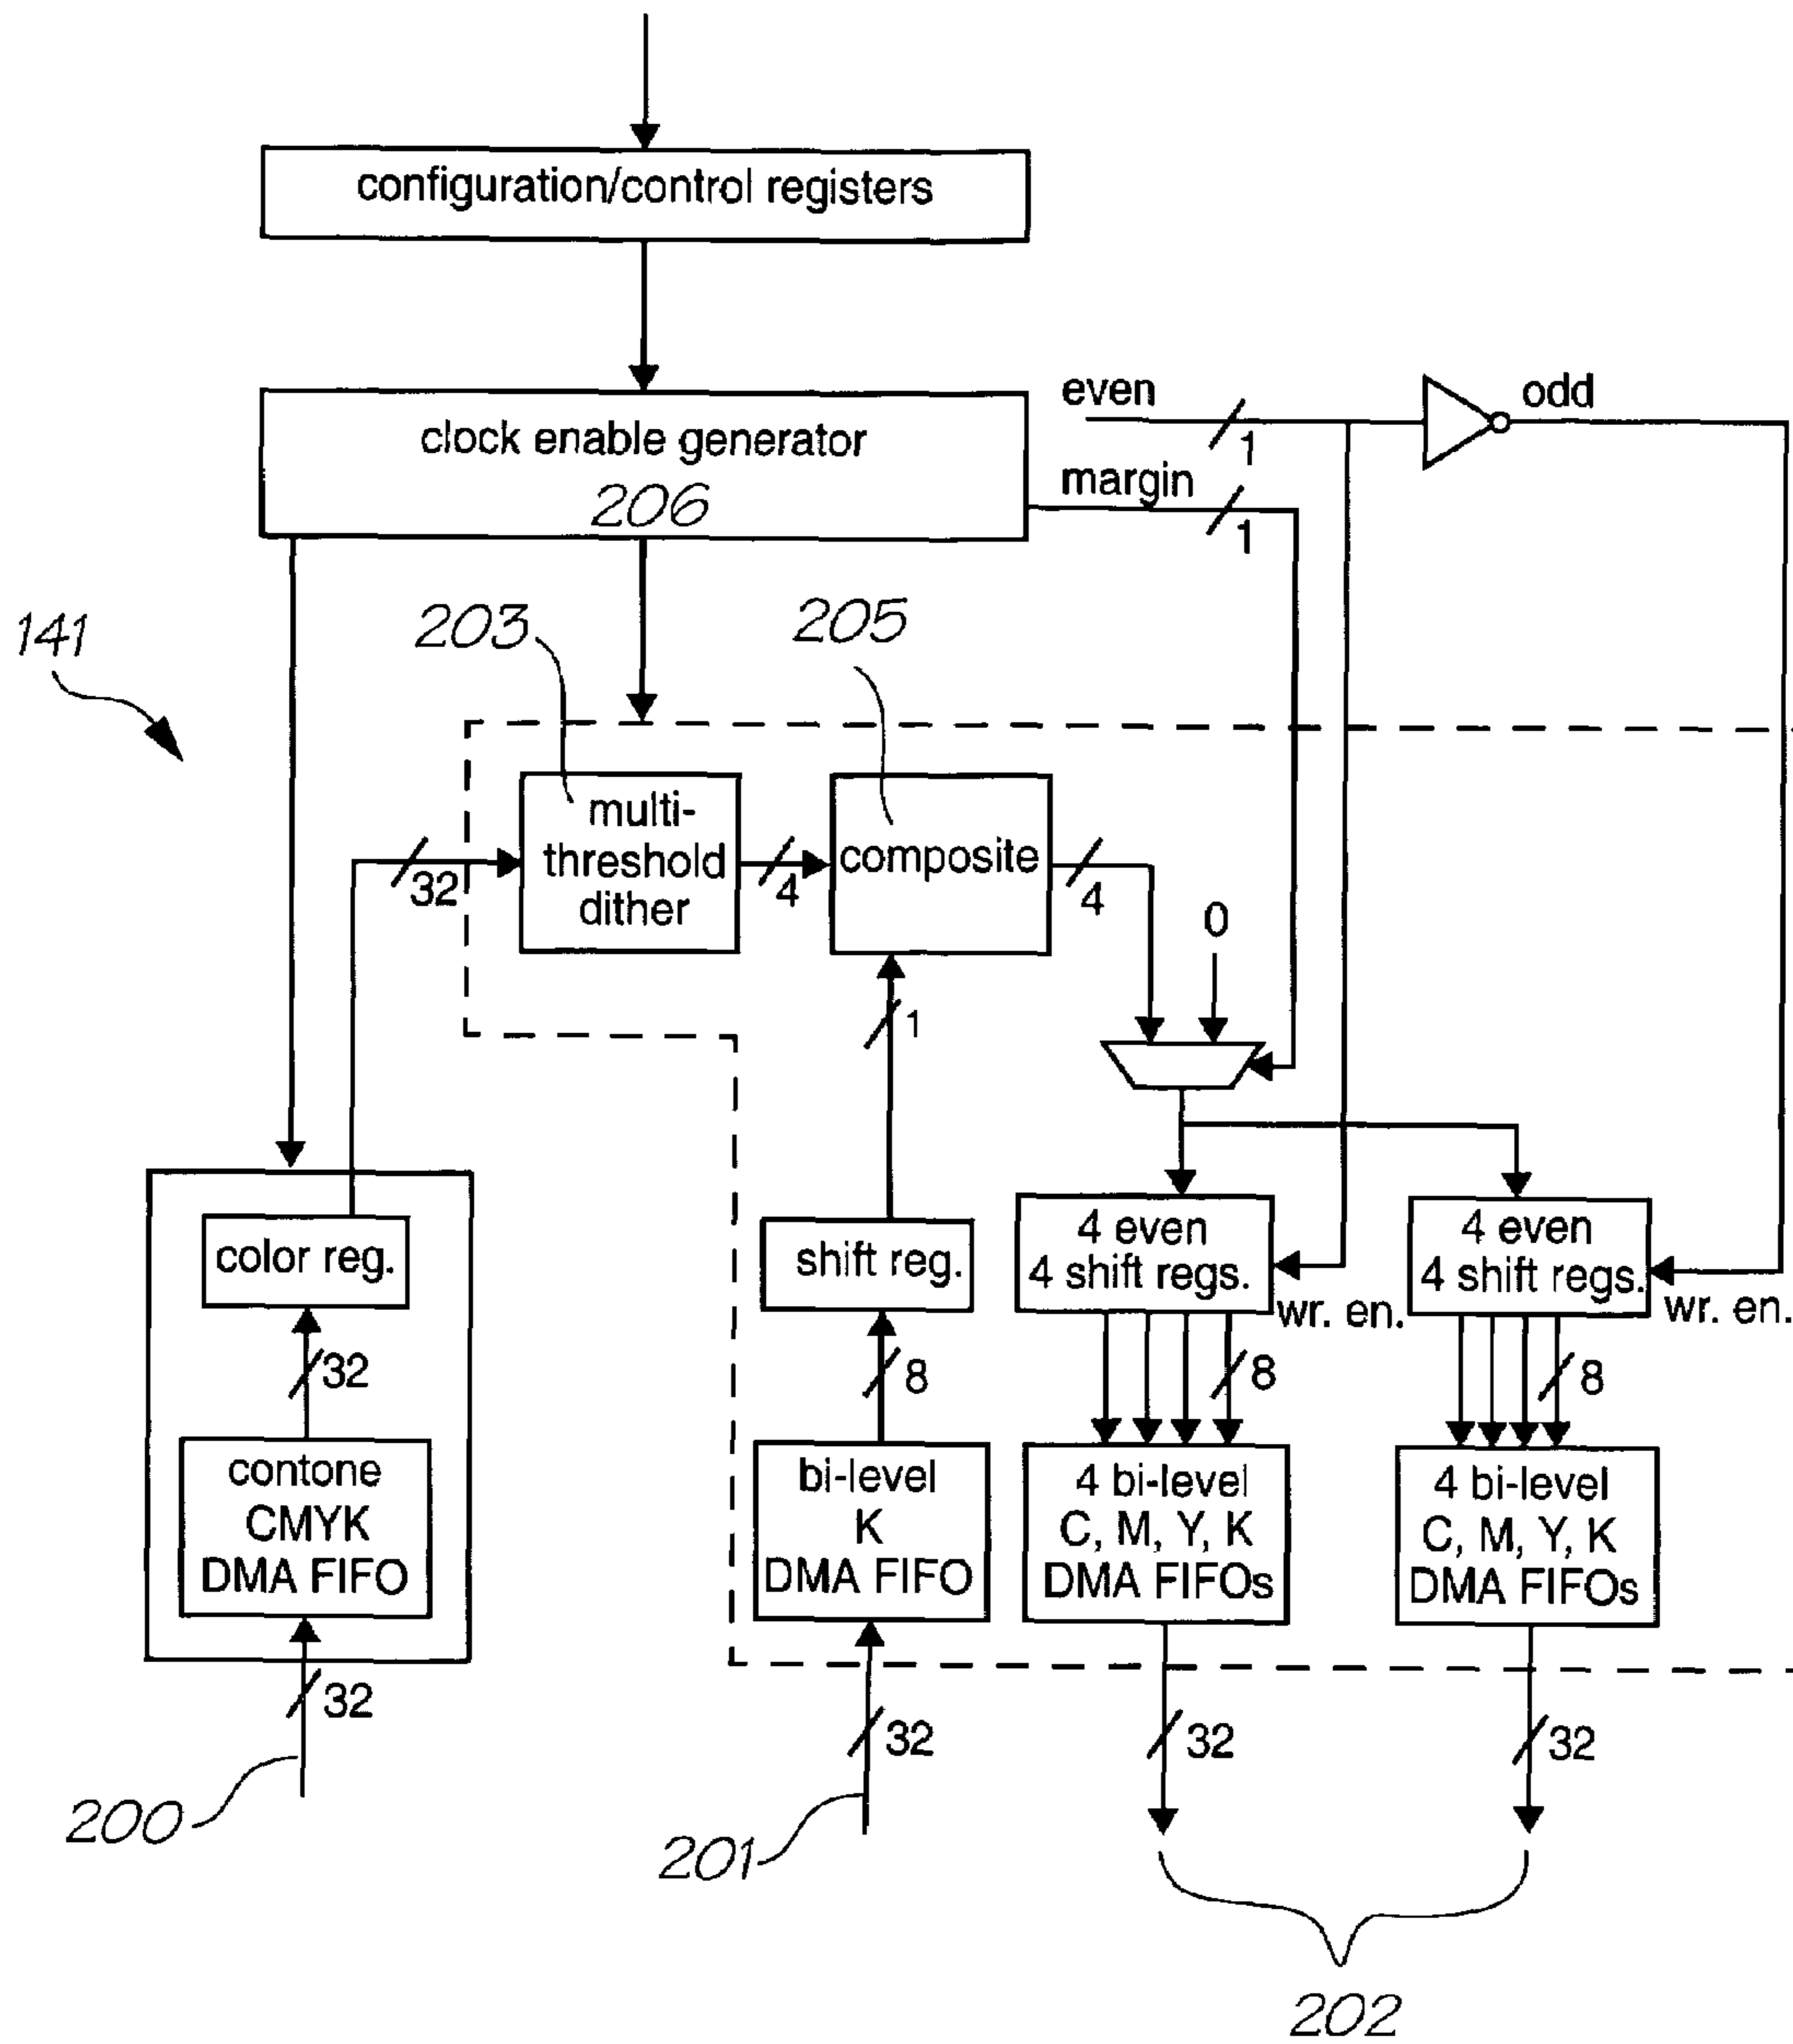 configuration/control registers
clock enable generator
206
even
1
odd
margin
1
141
203
205
multi-
threshold
dither
32
4
composite
4
0
1
color reg.
shift reg.
4 even
4 shift regs.
wr. en.
4 even
4 shift regs.
wr. en.
32
8
8
8
contone
CMYK
DMA FIFO
bi-level
K
DMA FIFO
4 bi-level
C, M, Y, K
DMA FIFOs
4 bi-level
C, M, Y, K
DMA FIFOs
32
32
32
32
200
201
202